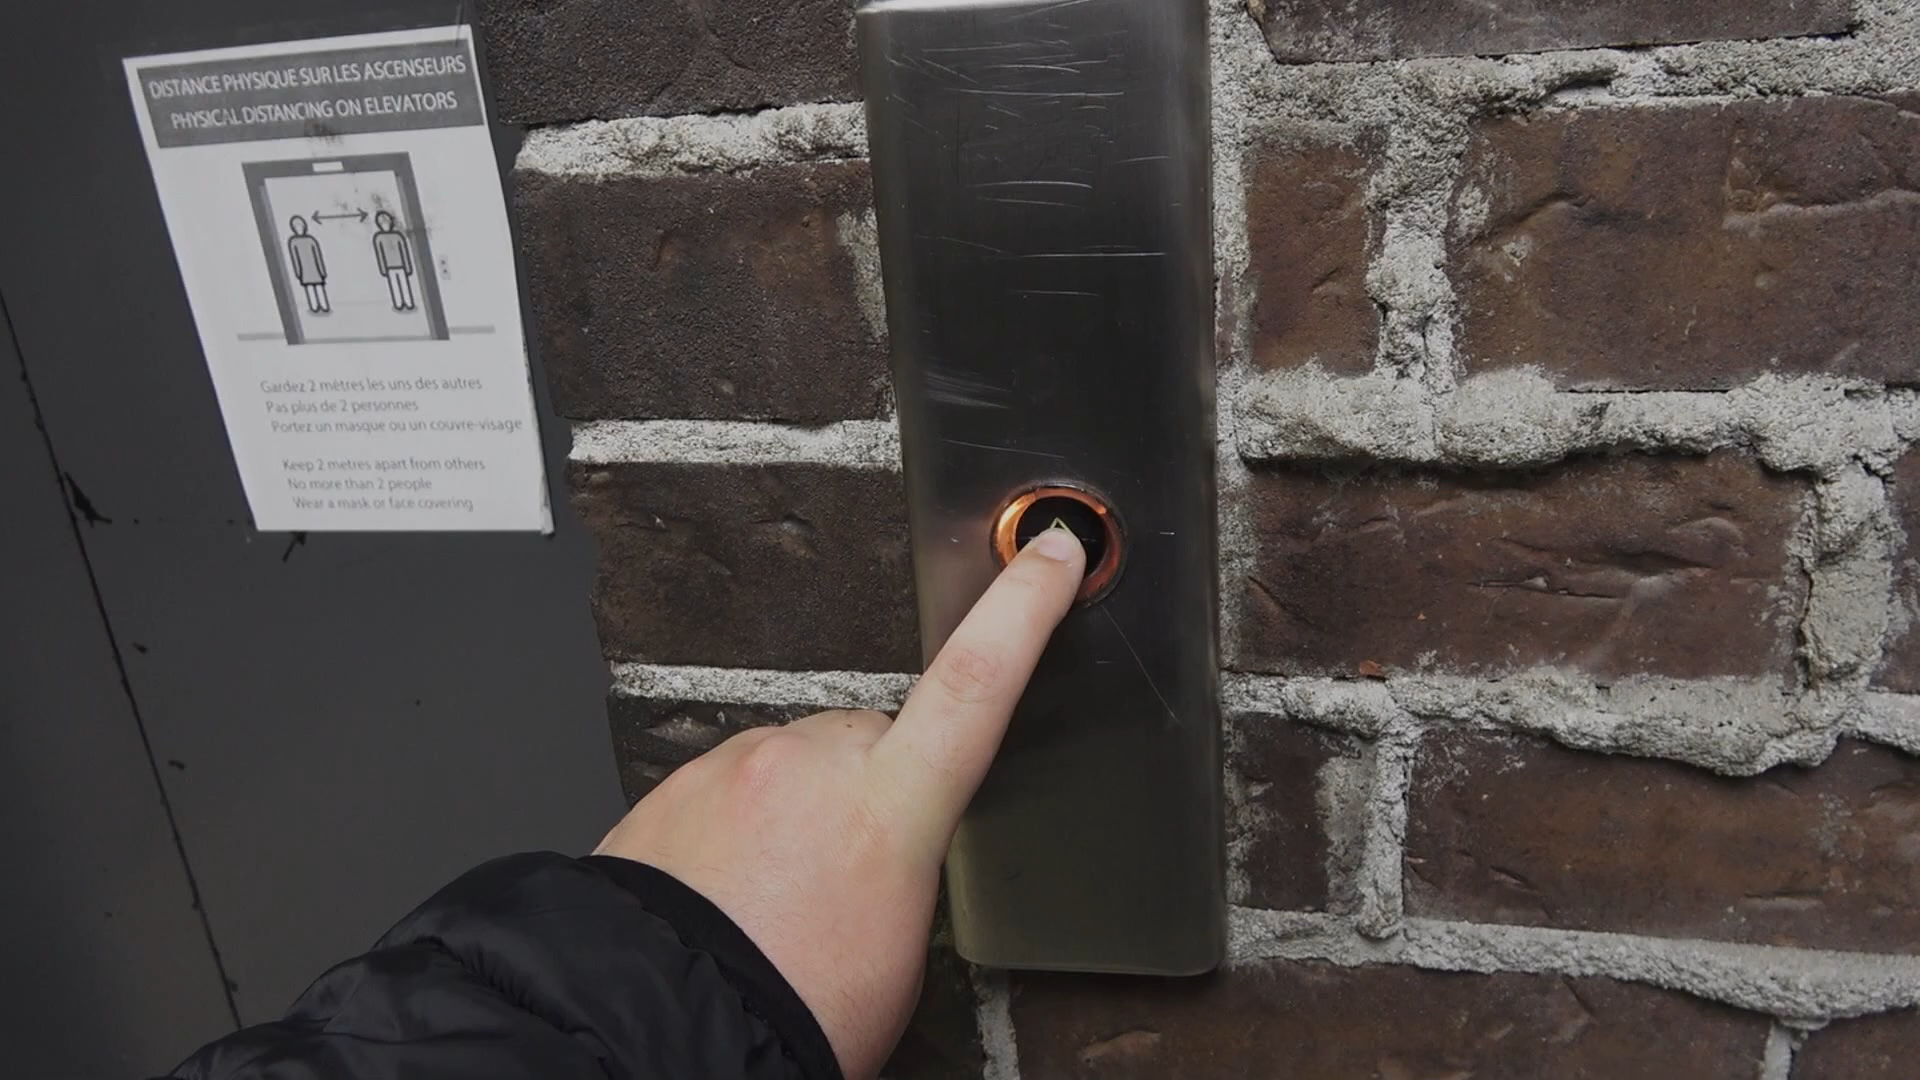 DISTANCE PHYSIQUE SUR LES ASCENSEURS
PHYSICAL DISTANCING ON ELEVATORS
Gardez 2 mètres les uns des autres
Pas plus de 2 personnes
Portez un masque ou un couvre-visage
Keep 2 metres apart from others
No more than 2 people
Wear a mask or face covering